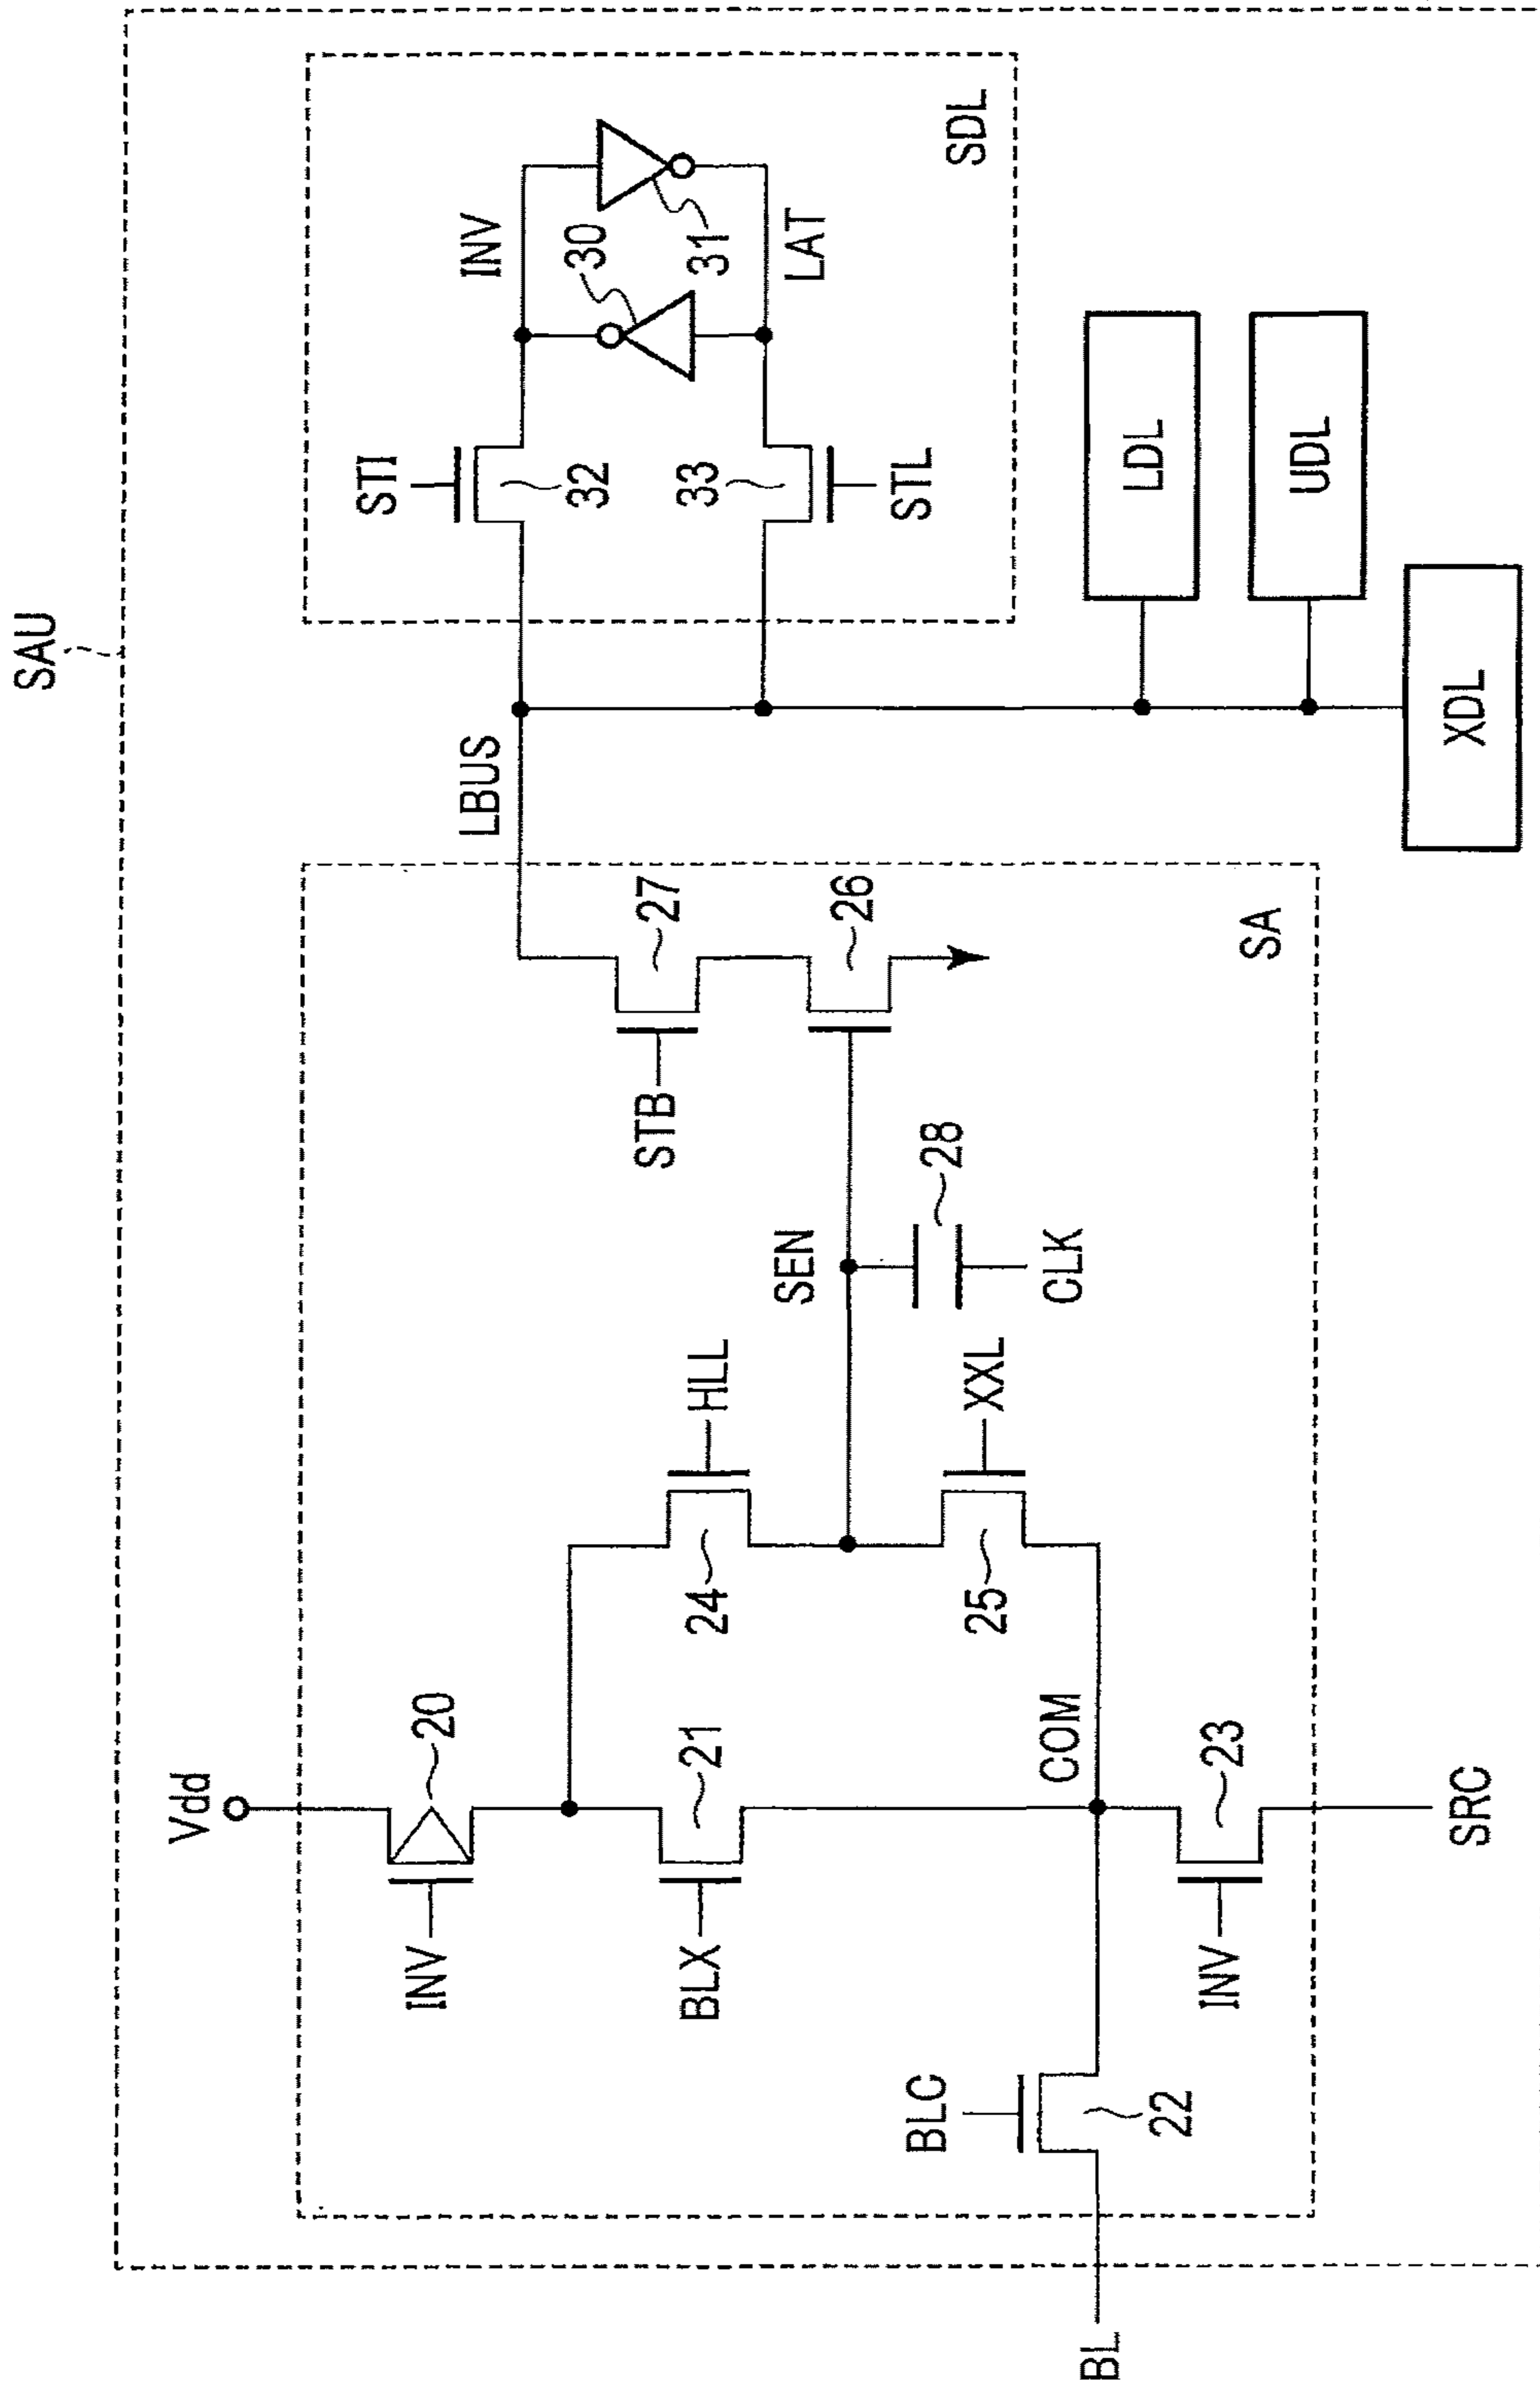 SAU
Vdd
INV
20
BLX
21
HLL
24
SEN
STB
27
26
28
CLK
XXL
25
COM
BLC
22
BL
INV
23
SRC
SA
LBUS
STI
32
33
STL
INV
30
31
LAT
SDL
LDL
UDL
XDL